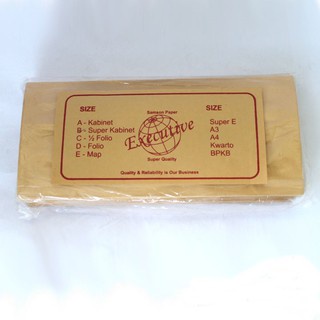 SIZE
A - Kabinet
B - Super Kabinet
C - ½ Folio
D - Folio
E - Map
Samson Paper
Executive
Super Quality
SIZE
Super E
A3
A4
Kwarto
BPKB
Quality & Reliability is Our Business